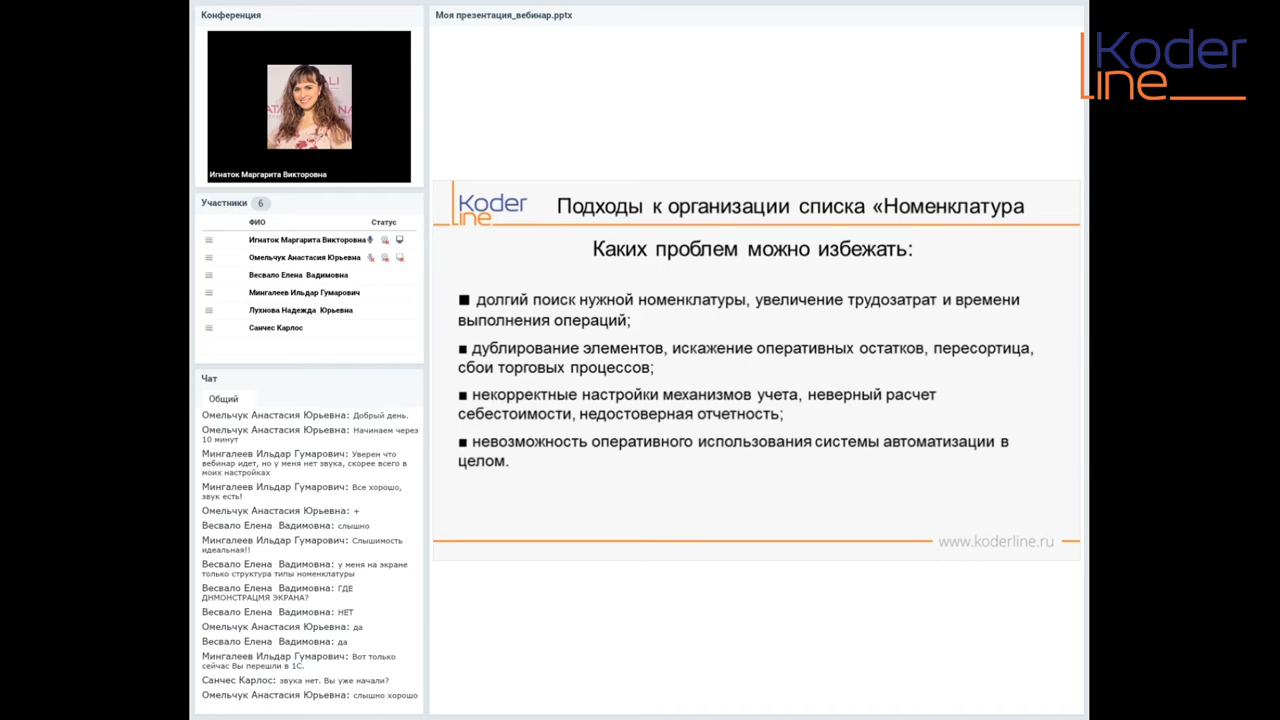 Конференция
Игнаток Маргарита Викторовна
Участники 6
ФИО Статус
Игнаток Маргарита Викторовна
Омельчук Анастасия Юрьевна
Весвало Елена Вадимовна
Мингалеев Ильдар Гумарович
Лухнова Надежда Юрьевна
Санчес Карлос
Чат
Общий
Омельчук Анастасия Юрьевна: Добрый день.
Омельчук Анастасия Юрьевна: Начинаем через
10 минут
Мингалеев Ильдар Гумарович: Уверен что
вебинар идет, но у меня нет звука, скорее всего в
моих настройках
Мингалеев Ильдар Гумарович: Все хорошо,
звук есть!
Омельчук Анастасия Юрьевна: +
Весвало Елена Вадимовна: слышно
Мингалеев Ильдар Гумарович: Слышимость
идеальная!!
Весвало Елена Вадимовна: у меня на экране
только структура типы номенклатуры
Весвало Елена Вадимовна: ГДЕ
ДНМОНСТРАЦМЯ ЭКРАНА?
Весвало Елена Вадимовна: НЕТ
Омельчук Анастасия Юрьевна: да
Весвало Елена Вадимовна: да
Мингалеев Ильдар Гумарович: Вот только
сейчас Вы перешли в 1С.
Санчес Карлос: звука нет. Вы уже начали?
Омельчук Анастасия Юрьевна: слышно хорошо
Моя презентация_вебинар.pptx
Koder
line
Подходы к организации списка «Номенклатура
Каких проблем можно избежать:
■ долгий поиск нужной номенклатуры, увеличение трудозатрат и времени
выполнения операций;
■ дублирование элементов, искажение оперативных остатков, пересортица,
сбои торговых процессов;
■ некорректные настройки механизмов учета, неверный расчет
себестоимости, недостоверная отчетность;
■ невозможность оперативного использования системы автоматизации в
целом.
www.koderline.ru
Koder
line